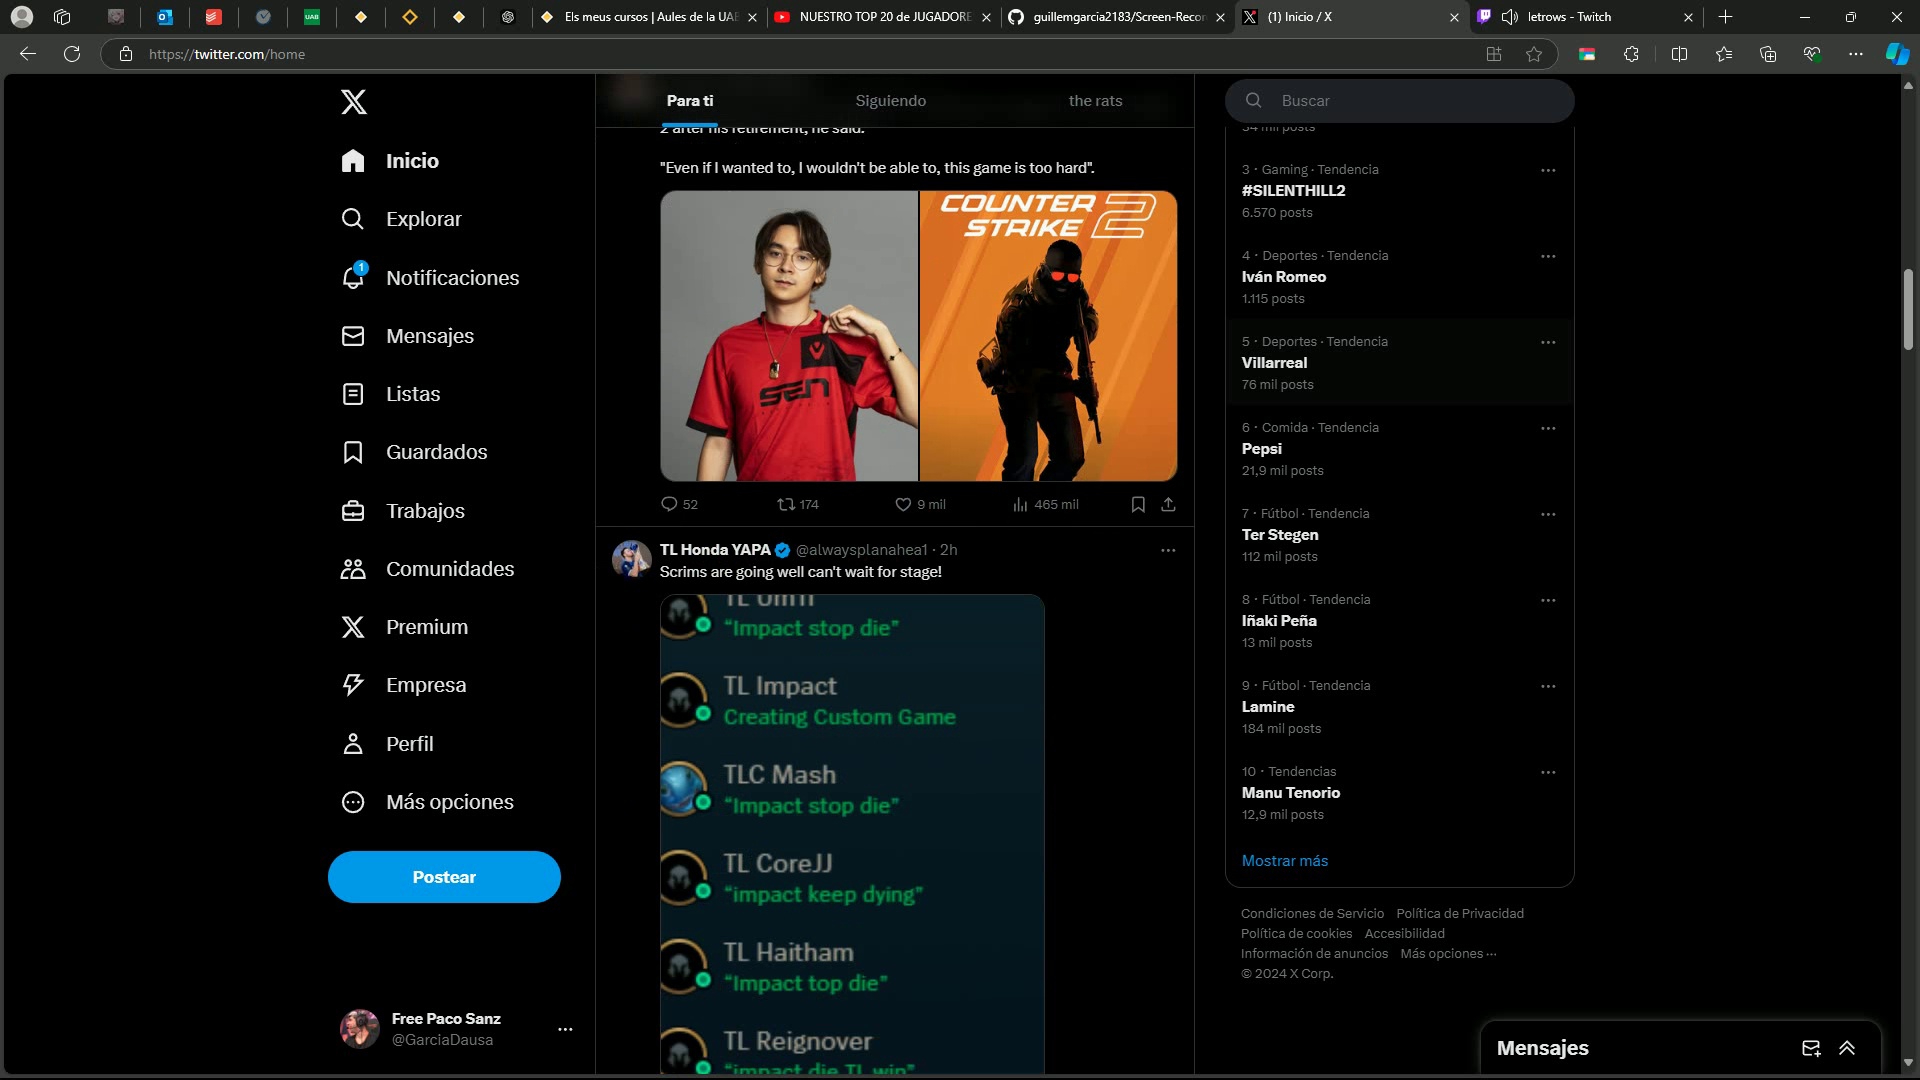 UAB
Els meus cursos | Aules de la UAB
NUESTRO TOP 20 de JUGADORE
guillemgarcia2183/Screen-Recor
(1) Inicio / X
letrows - Twitch
https://twitter.com/home
Inicio
Explorar
1
Notificaciones
Mensajes
Listas
Guardados
Trabajos
Comunidades
Premium
Empresa
Perfil
Más opciones
Postear
Free Paco Sanz
@GarciaDausa
Para ti
Siguiendo
the rats
2 after his retirement, he said.
"Even if I wanted to, I wouldn't be able to, this game is too hard".
SEN
COUNTER
STRIKE 2
52
174
9 mil
465 mil
TL Honda YAPA @alwaysplanahea1 · 2h
Scrims are going well can't wait for stage!
"Impact stop die"
TL Impact
Creating Custom Game
TLC Mash
"Impact stop die"
TL CoreJJ
"impact keep dying"
TL Haitham
"Impact top die"
TL Reignover
"impact die TL win"
Buscar
54 mil posts
3 · Gaming · Tendencia
#SILENTHILL2
6.570 posts
4 · Deportes · Tendencia
Iván Romeo
1.115 posts
5 · Deportes · Tendencia
Villarreal
76 mil posts
6 · Comida · Tendencia
Pepsi
21,9 mil posts
7 · Fútbol · Tendencia
Ter Stegen
112 mil posts
8 · Fútbol · Tendencia
Iñaki Peña
13 mil posts
9 · Fútbol · Tendencia
Lamine
184 mil posts
10 · Tendencias
Manu Tenorio
12,9 mil posts
Mostrar más
Condiciones de Servicio Política de Privacidad
Política de cookies Accesibilidad
Información de anuncios Más opciones ···
© 2024 X Corp.
Mensajes